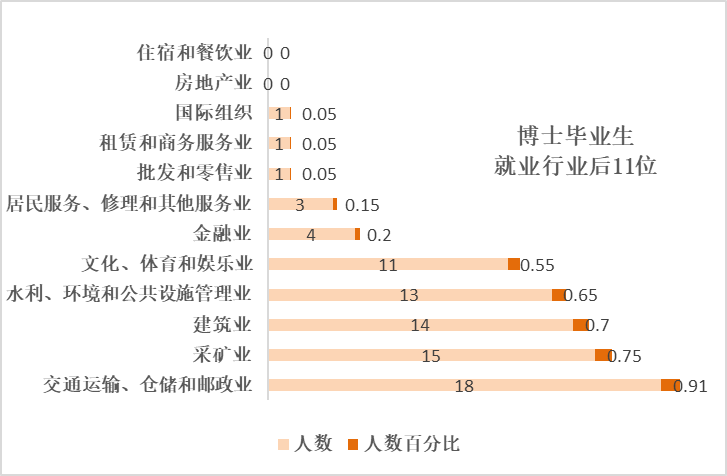 博士毕业生
就业行业后11位
住宿和餐饮业 0 0
房地产业 0 0
国际组织 1 0.05
租赁和商务服务业 1 0.05
批发和零售业 1 0.05
居民服务、修理和其他服务业 3 0.15
金融业 4 0.2
文化、体育和娱乐业 11 0.55
水利、环境和公共设施管理业 13 0.65
建筑业 14 0.7
采矿业 15 0.75
交通运输、仓储和邮政业 18 0.91
人数 人数百分比